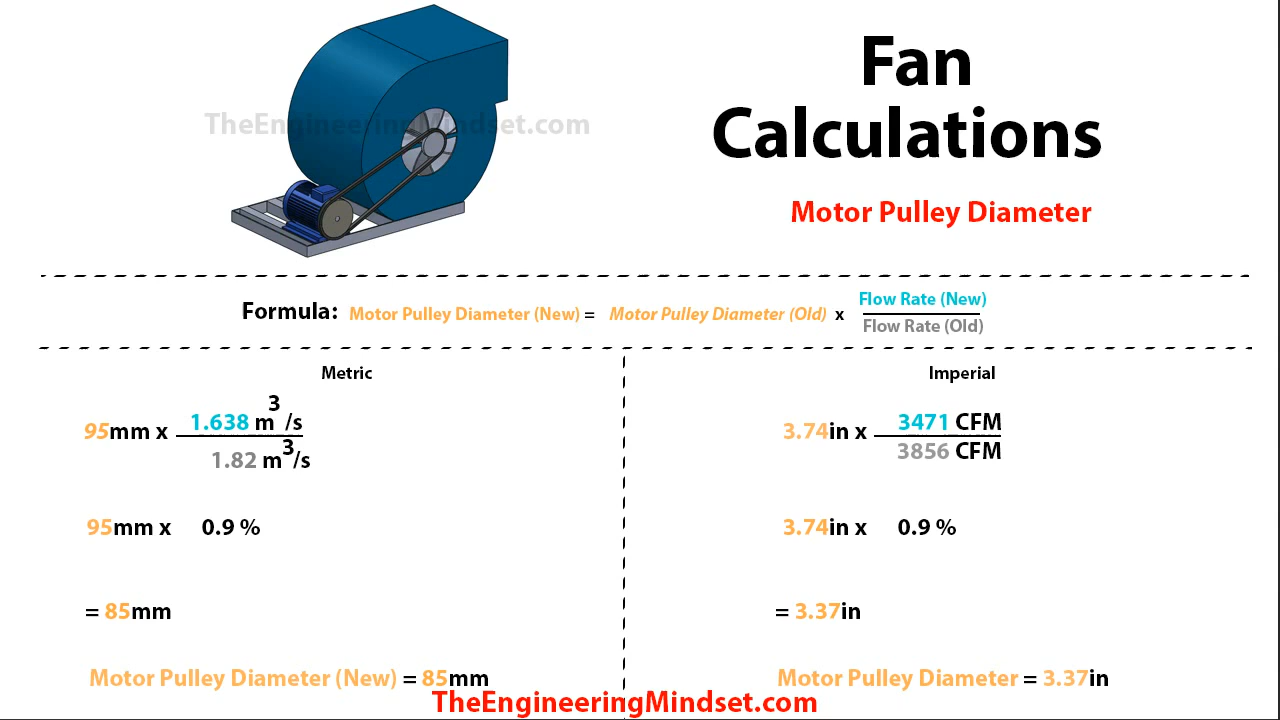 Fan
Calculations
TheEngineeringMindset.com
Motor Pulley Diameter
Formula: Motor Pulley Diameter (New) = Motor Pulley Diameter (Old) x Flow Rate (New)
Flow Rate (Old)
Metric
95mm x 1.638 m3/s
1.82 m3/s
95mm x 0.9 %
= 85mm
Motor Pulley Diameter (New) = 85mm
Imperial
3.74in x 3471 CFM
3856 CFM
3.74in x 0.9 %
= 3.37in
Motor Pulley Diameter = 3.37in
TheEngineeringMindset.com